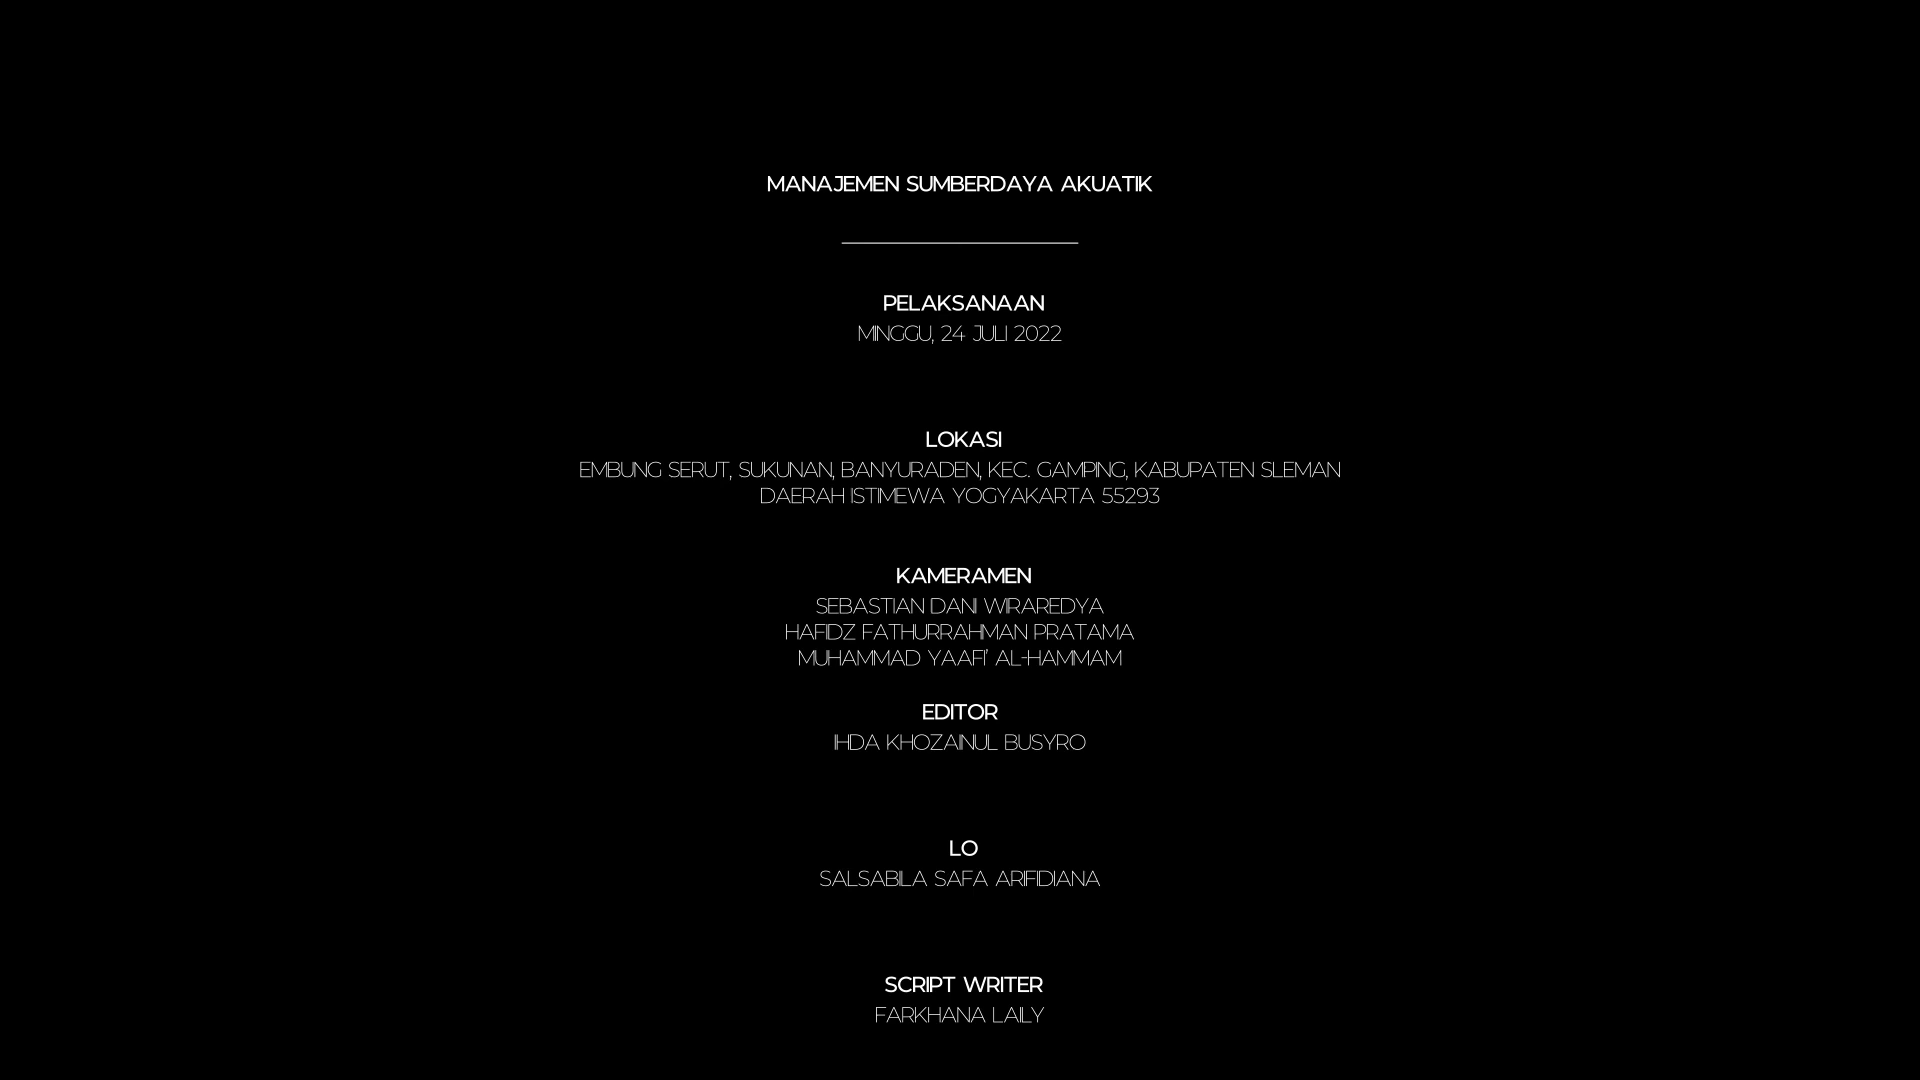 MANAJEMEN SUMBERDAYA AKUATIK
PELAKSANAAN
MINGGU, 24 JULI 2022
LOKASI
EMBUNG SERUT, SUKUNAN, BANYURADEN, KEC. GAMPING, KABUPATEN SLEMAN
DAERAH ISTIMEWA YOGYAKARTA 55293
KAMERAMEN
SEBASTIAN DANI WIRAREDYA
HAFIDZ FATHURRAHMAN PRATAMA
MUHAMMAD YAAFI' AL-HAMMAM
EDITOR
IHDA KHOZAINUL BUSYRO
LO
SALSABILA SAFA ARIFIDIANA
SCRIPT WRITER
FARKHANA LAILY